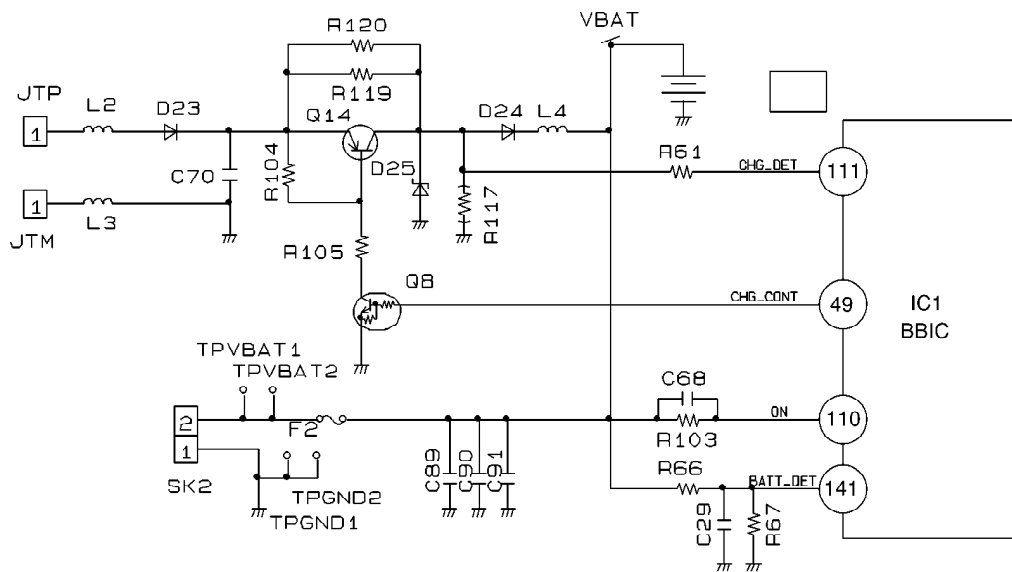 R120
VBAT
R119
JTP
L2
D23
Q14
D24
L4
1
R104
D25
R61
CHG_DET
111
C70
R117
1
L3
JTM
R105
Q8
CHG_CONT
49
IC1
BBIC
TPVBAT1
TPVBAT2
C68
2
F2
ON
110
R103
1
C89
C90
C91
R66
BATT_DET
141
SK2
TPGND2
TPGND1
C29
R67